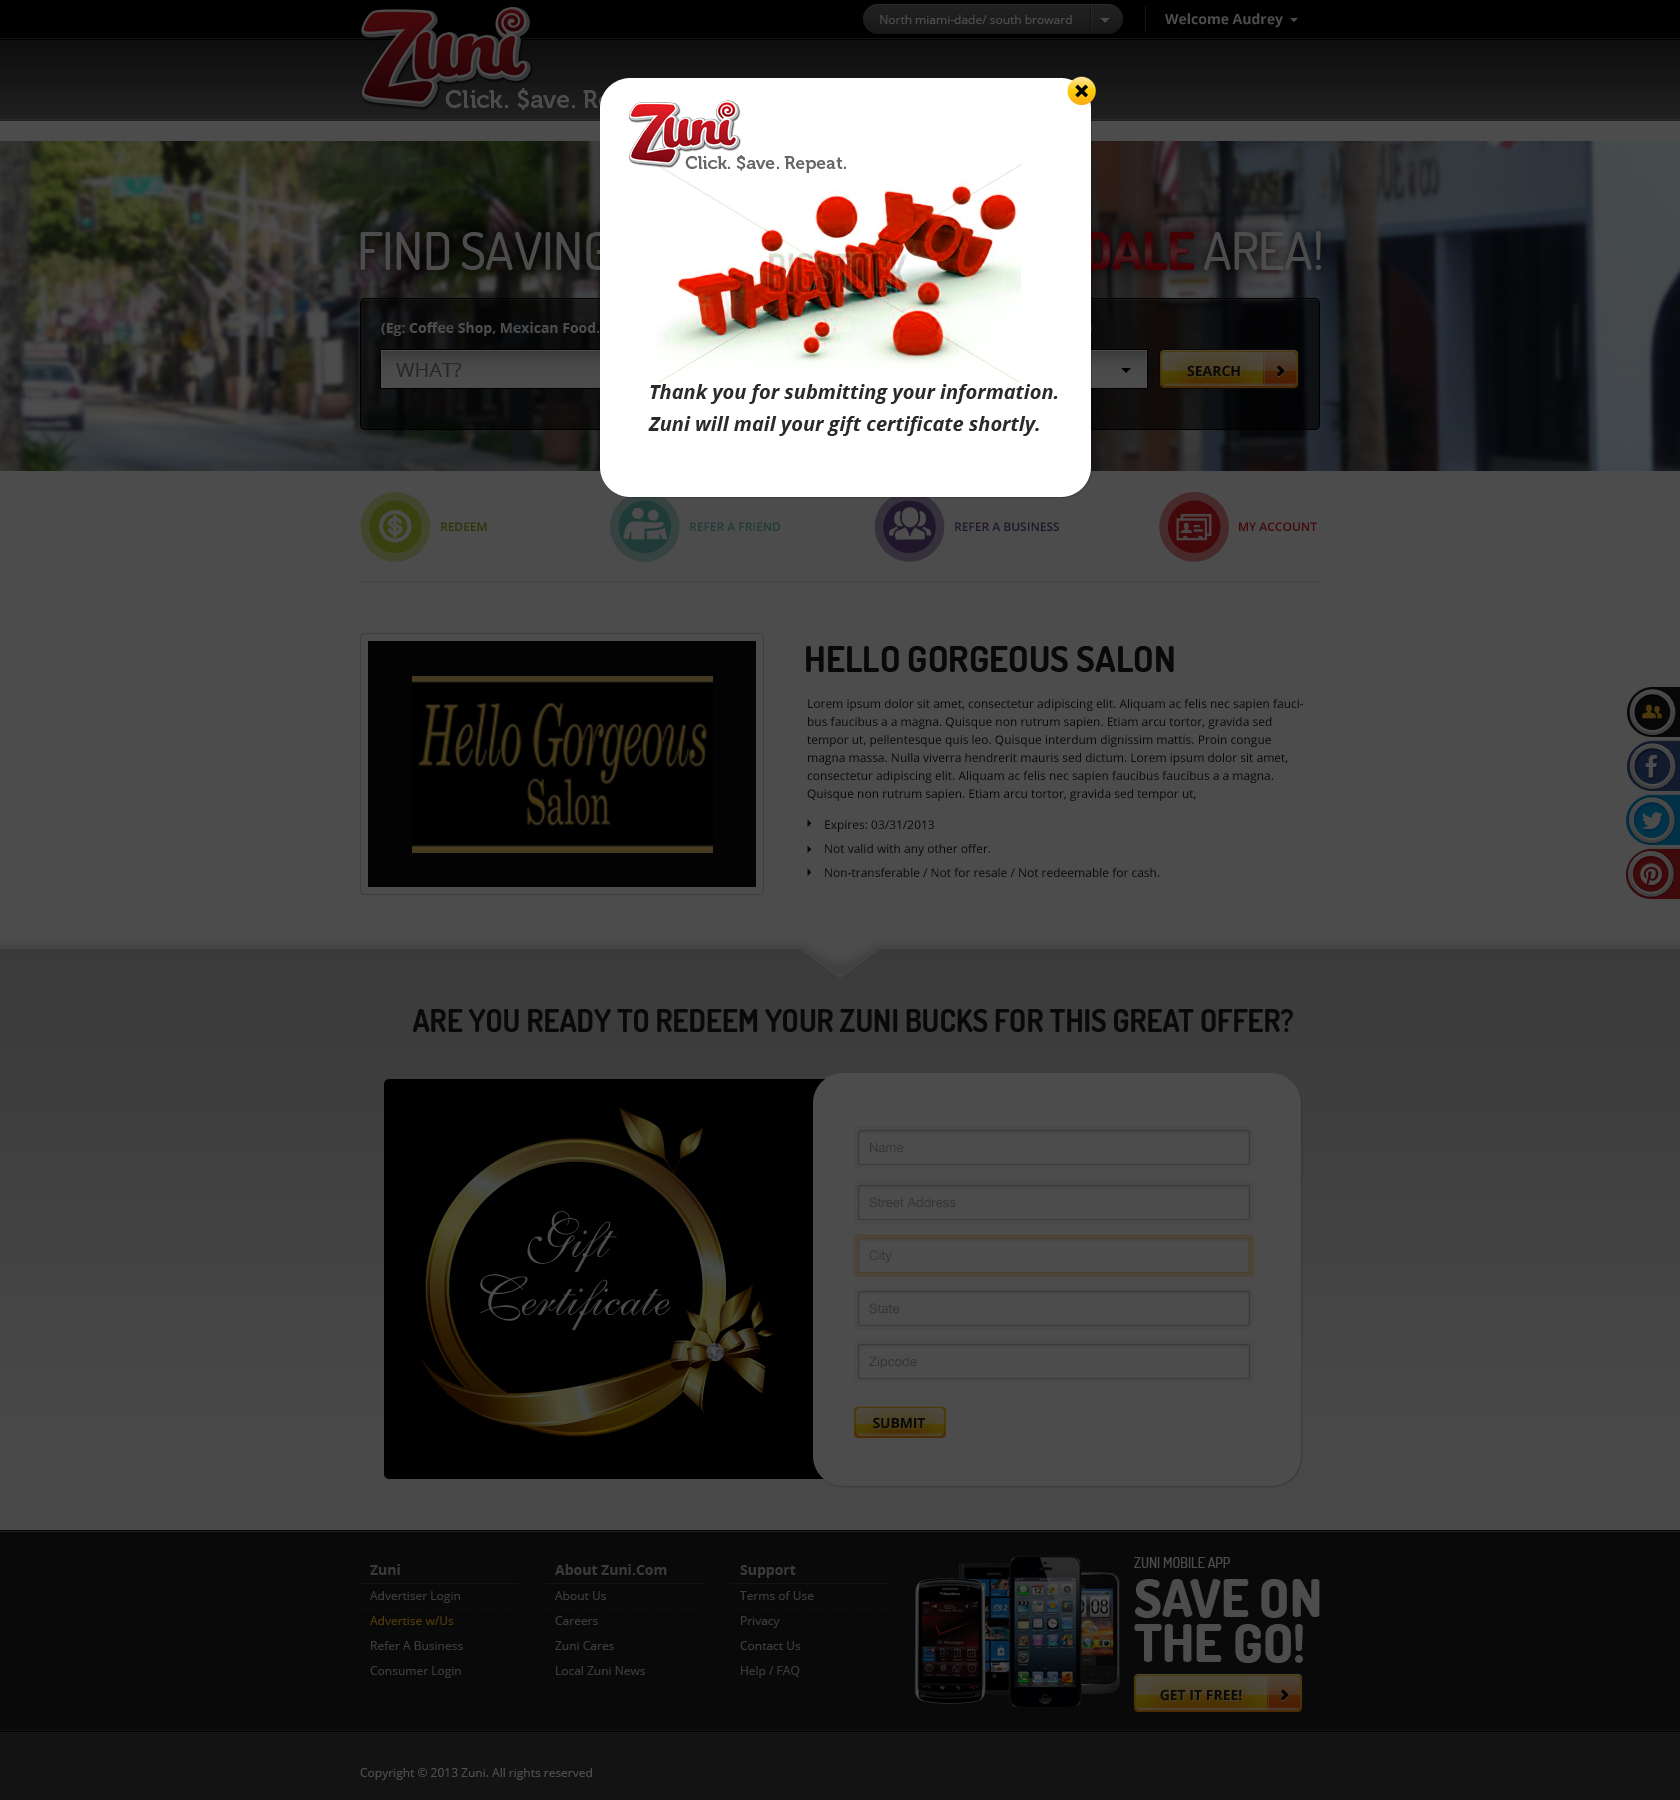 Zuni
Click. $ave. Re
North miami-dade/ south broward
Welcome Audrey
Zuni
Click. $ave. Repeat.
THANK YOU
BIGSTOCK
Thank you for submitting your information.
Zuni will mail your gift certificate shortly.
FIND SAVING
DALE AREA!
(Eg: Coffee Shop, Mexican Food.
WHAT?
SEARCH
REDEEM
REFER A FRIEND
REFER A BUSINESS
MY ACCOUNT
Hello Gorgeous
Salon
HELLO GORGEOUS SALON
Lorem ipsum dolor sit amet, consectetur adipiscing elit. Aliquam ac felis nec sapien fauci-
bus faucibus a a magna. Quisque non rutrum sapien. Etiam arcu tortor, gravida sed
tempor ut, pellentesque quis leo. Quisque interdum dignissim mattis. Proin congue
magna massa. Nulla viverra hendrerit mauris sed dictum. Lorem ipsum dolor sit amet,
consectetur adipiscing elit. Aliquam ac felis nec sapien faucibus faucibus a a magna.
Quisque non rutrum sapien. Etiam arcu tortor, gravida sed tempor ut,
Expires: 03/31/2013
Not valid with any other offer.
Non-transferable / Not for resale / Not redeemable for cash.
ARE YOU READY TO REDEEM YOUR ZUNI BUCKS FOR THIS GREAT OFFER?
Gift
Certificate
Name
Street Address
City
State
Zipcode
SUBMIT
Zuni
Advertiser Login
Advertise w/Us
Refer A Business
Consumer Login
About Zuni.Com
About Us
Careers
Zuni Cares
Local Zuni News
Support
Terms of Use
Privacy
Contact Us
Help / FAQ
ZUNI MOBILE APP
SAVE ON
THE GO!
GET IT FREE!
Copyright © 2013 Zuni. All rights reserved